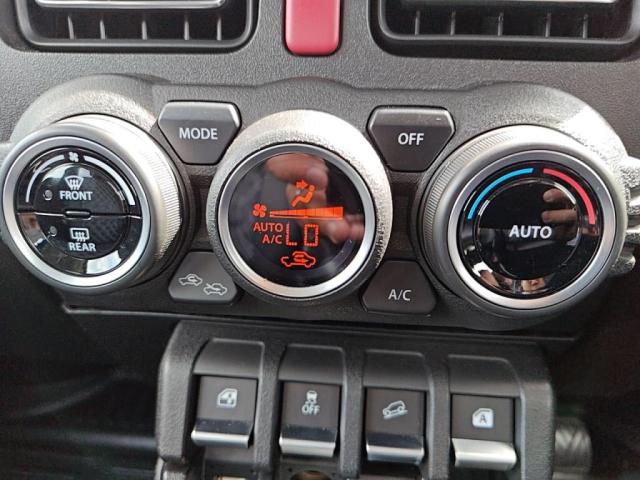 MODE
OFF
FRONT
REAR
AUTO
A/C
LO
AUTO
A/C
OFF
A